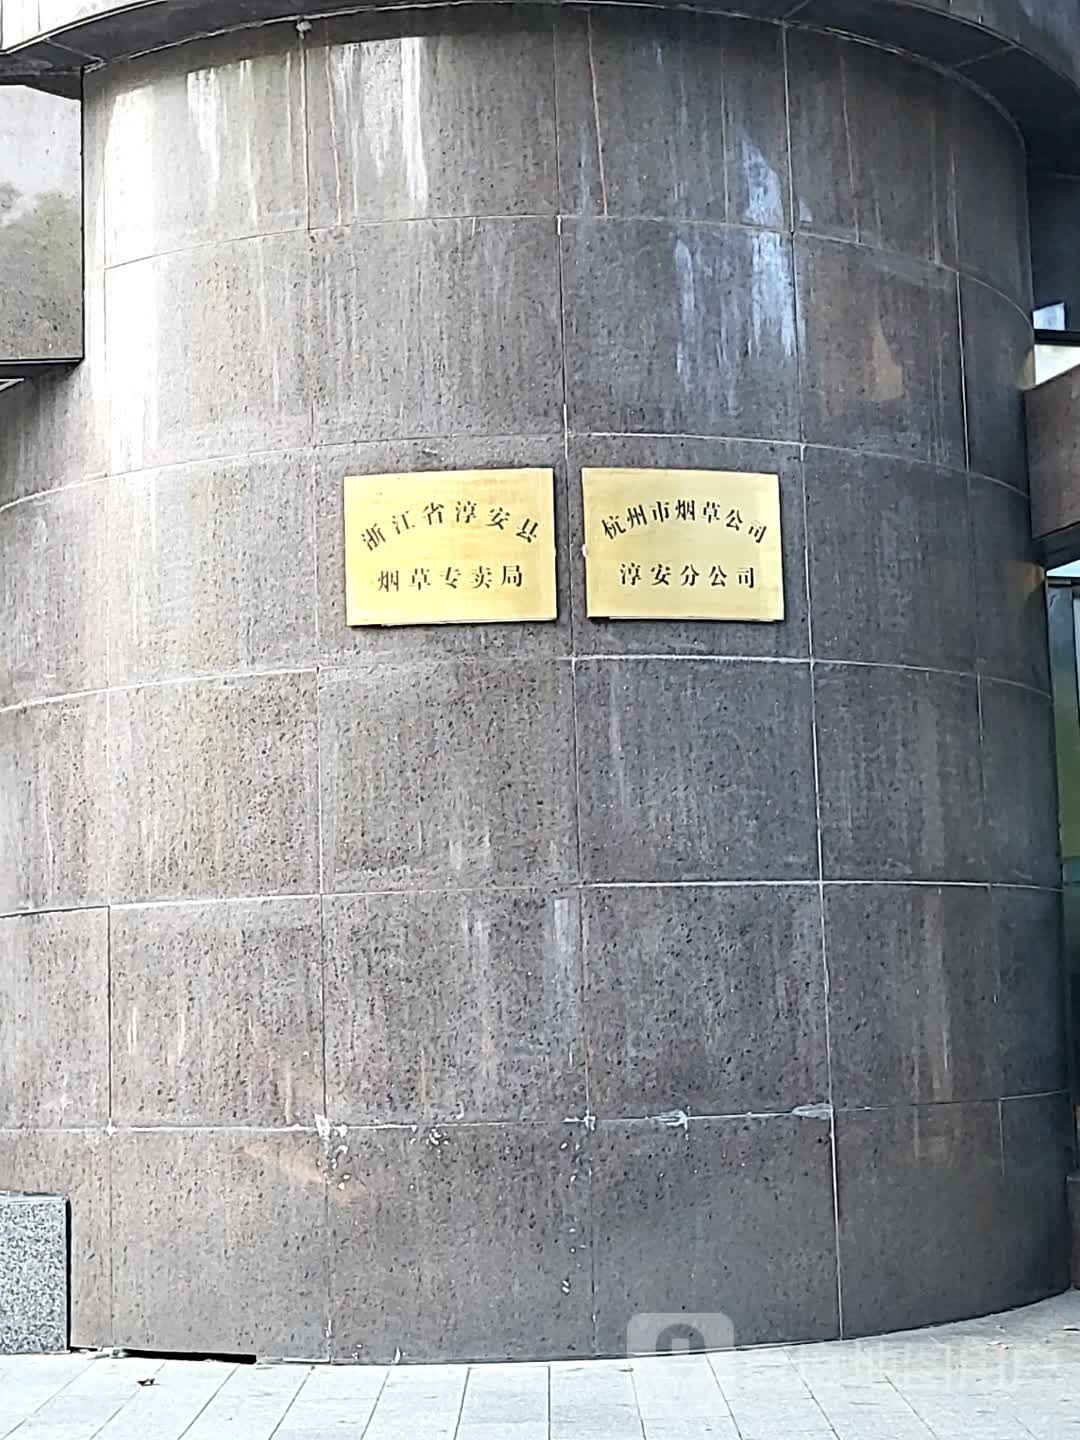 浙江省淳安县
烟草专卖局
杭州市烟草公司
淳安分公司